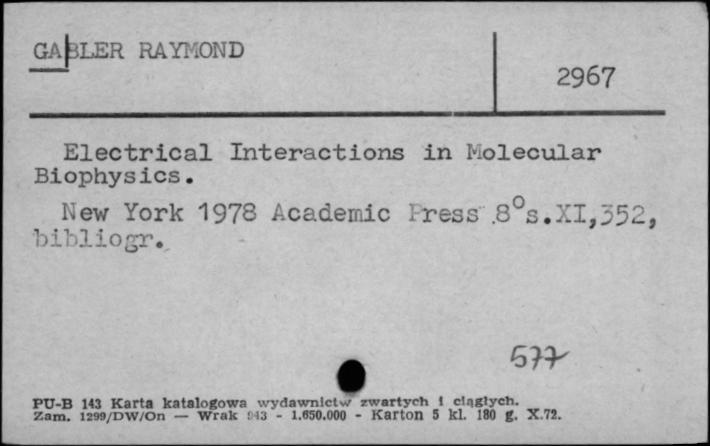 GABLER RAYMOND
2967
Electrical Interactions in Molecular
Biophysics.
New York 1978 Academic Press 8°s.XI,352,
bibliogr.
577
PU-B 143 Karta katalogowa wydawnictw zwartych i ciągłych.
Zam. 1299/DW/On — Wrak 943 - 1.650.000 - Karton 5 kl. 180 g. X.72.